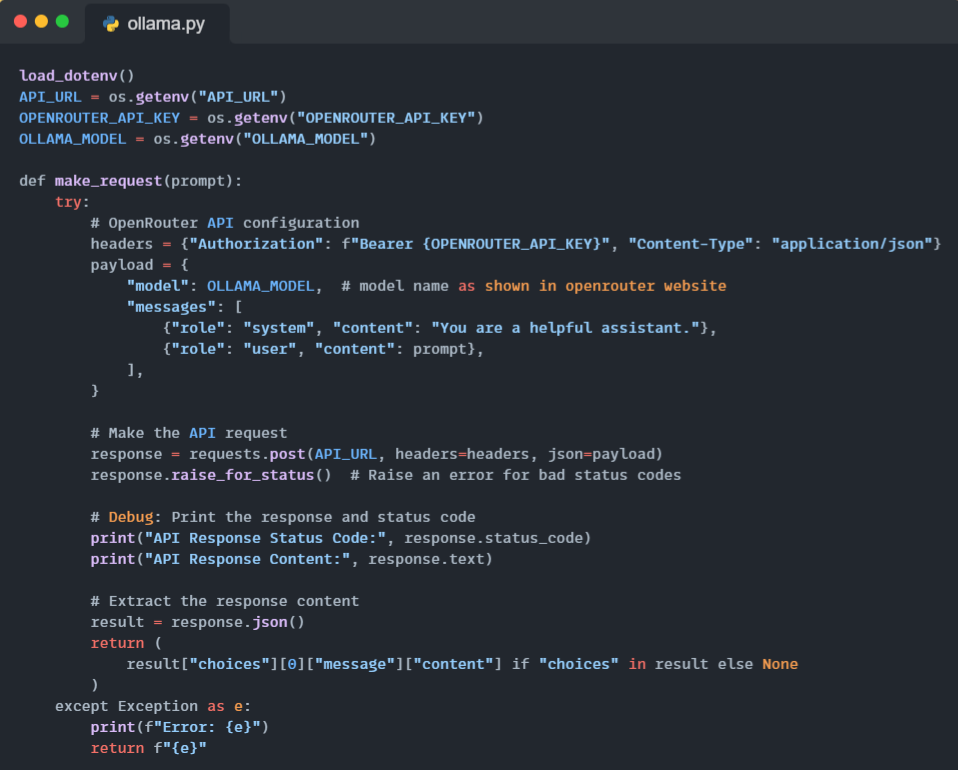 ollama.py
load_dotenv()
API_URL = os.getenv("API_URL")
OPENROUTER_API_KEY = os.getenv("OPENROUTER_API_KEY")
OLLAMA_MODEL = os.getenv("OLLAMA_MODEL")

def make_request(prompt):
    try:
        # OpenRouter API configuration
        headers = {"Authorization": f"Bearer {OPENROUTER_API_KEY}", "Content-Type": "application/json"}
        payload = {
            "model": OLLAMA_MODEL,  # model name as shown in openrouter website
            "messages": [
                {"role": "system", "content": "You are a helpful assistant."},
                {"role": "user", "content": prompt},
            ],
        }

        # Make the API request
        response = requests.post(API_URL, headers=headers, json=payload)
        response.raise_for_status()  # Raise an error for bad status codes

        # Debug: Print the response and status code
        print("API Response Status Code:", response.status_code)
        print("API Response Content:", response.text)

        # Extract the response content
        result = response.json()
        return (
            result["choices"][0]["message"]["content"] if "choices" in result else None
        )
    except Exception as e:
        print(f"Error: {e}")
        return f"{e}"